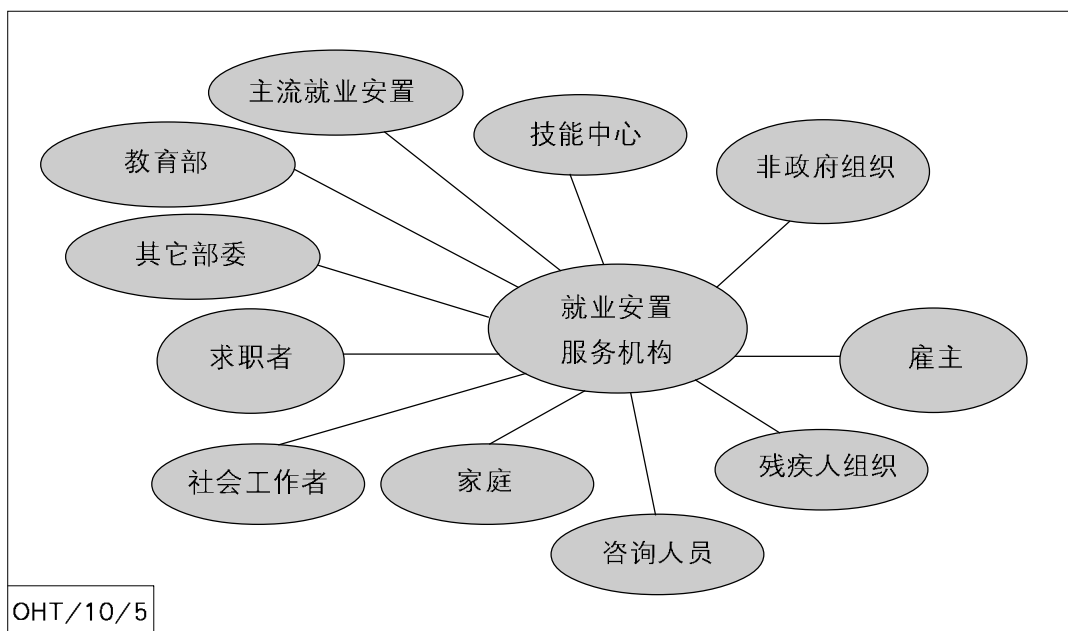 主流就业安置
技能中心
教育部
非政府组织
其它部委
就业安置
服务机构
求职者
雇主
社会工作者
家庭
残疾人组织
咨询人员
OHT/10/5